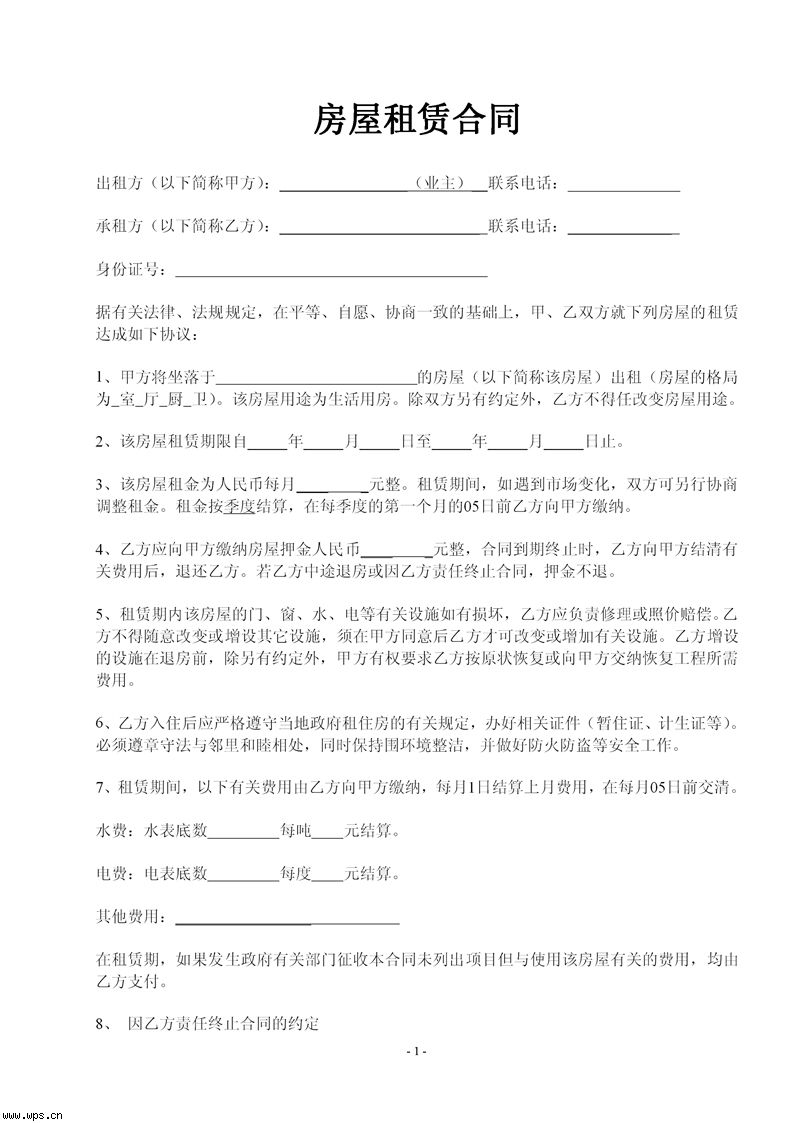 房屋租赁合同
出租方（以下简称甲方）：________________（业主）__联系电话：______________
承租方（以下简称乙方）：__________________________联系电话：______________
身份证号：_______________________________________
据有关法律、法规规定，在平等、自愿、协商一致的基础上，甲、乙双方就下列房屋的租赁
达成如下协议：
1、甲方将坐落于_________________________的房屋（以下简称该房屋）出租（房屋的格局
为_室_厅_厨_卫）。该房屋用途为生活用房。除双方另有约定外，乙方不得任改变房屋用途。
2、该房屋租赁期限自_____年_____月_____日至_____年_____月_____日止。
3、该房屋租金为人民币每月_________元整。租赁期间，如遇到市场变化，双方可另行协商
调整租金。租金按季度结算，在每季度的第一个月的05日前乙方向甲方缴纳。
4、乙方应向甲方缴纳房屋押金人民币_________元整，合同到期终止时，乙方向甲方结清有
关费用后，退还乙方。若乙方中途退房或因乙方责任终止合同，押金不退。
5、租赁期内该房屋的门、窗、水、电等有关设施如有损坏，乙方应负责修理或照价赔偿。乙
方不得随意改变或增设其它设施，须在甲方同意后乙方才可改变或增加有关设施。乙方增设
的设施在退房前，除另有约定外，甲方有权要求乙方按原状恢复或向甲方交纳恢复工程所需
费用。
6、乙方入住后应严格遵守当地政府租住房的有关规定，办好相关证件（暂住证、计生证等）。
必须遵章守法与邻里和睦相处，同时保持围环境整洁，并做好防火防盗等安全工作。
7、租赁期间，以下有关费用由乙方向甲方缴纳，每月1日结算上月费用，在每月05日前交清。
水费：水表底数_________每吨____元结算。
电费：电表底数_________每度____元结算。
其他费用：____________________________
在租赁期，如果发生政府有关部门征收本合同未列出项目但与使用该房屋有关的费用，均由
乙方支付。
8、 因乙方责任终止合同的约定
- 1 -
www.wps.cn